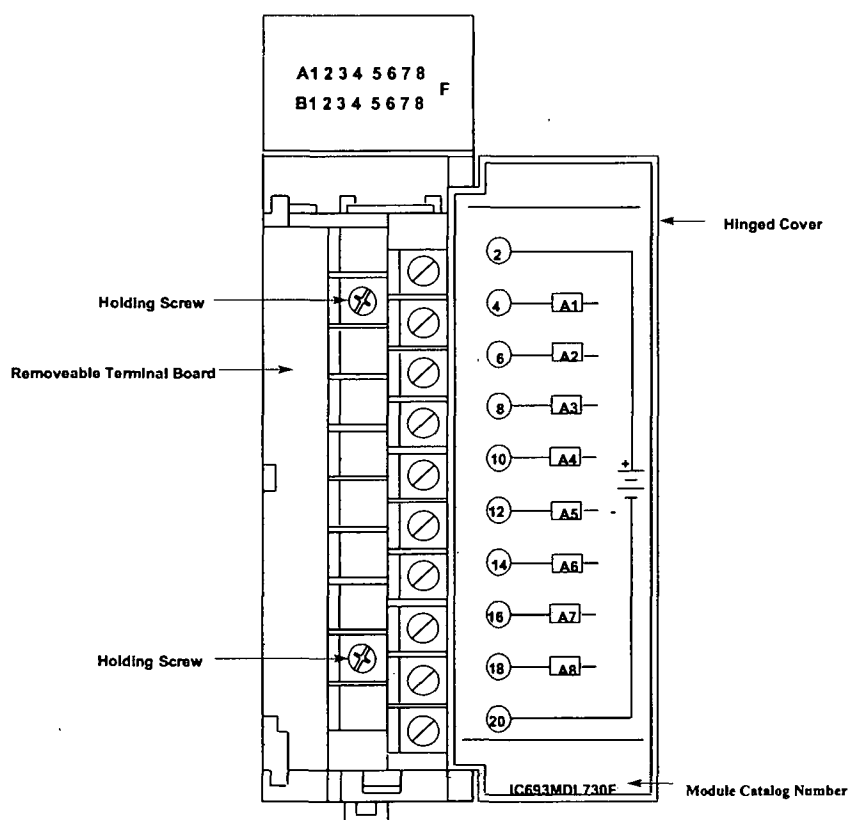 A1 2 3 4 5 6 7 8
F
B1 2 3 4 5 6 7 8
Hinged Cover
2
Holding Screw
4 A1
6 A2
Removeable Terminal Board
8 A3
10 A4
+
12 A5
14 A6
16 A7
Holding Screw
18 A8
20
IC693MDL730F
Module Catalog Number